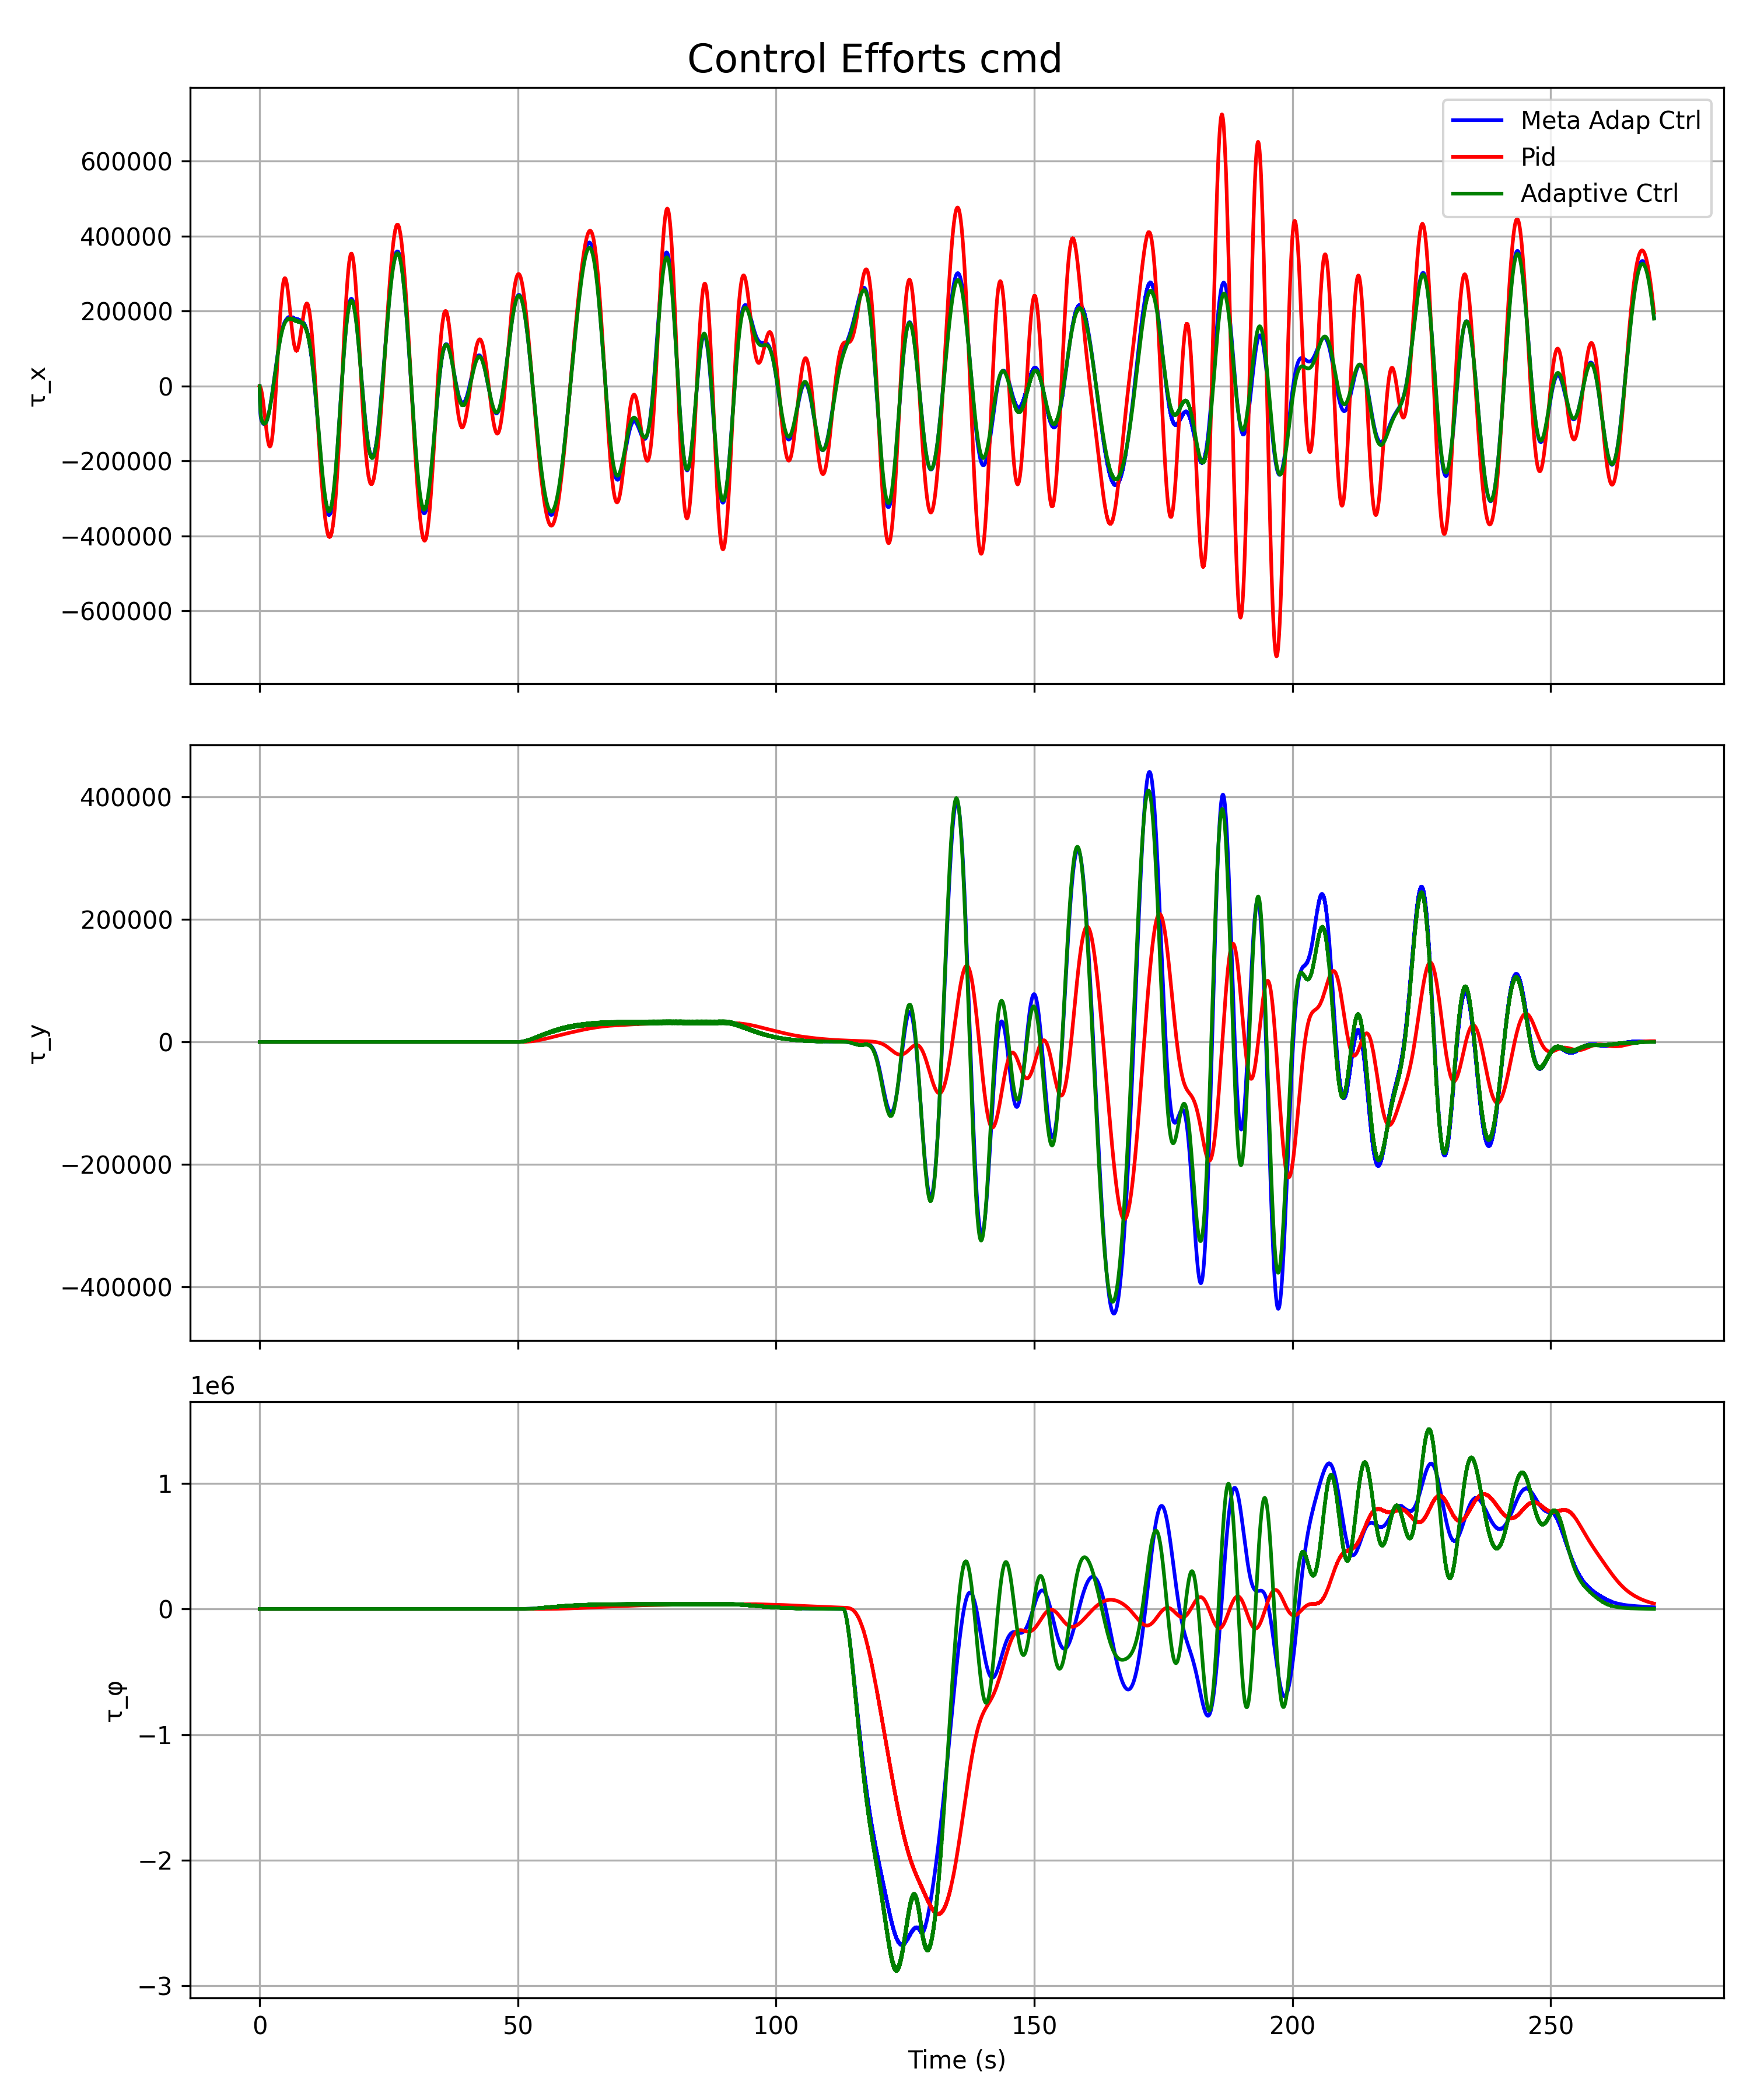 Control Efforts cmd
Meta Adap Ctrl
Pid
Adaptive Ctrl
600000
400000
200000
0
−200000
−400000
−600000
τ_x
400000
200000
0
−200000
−400000
τ_y
1e6
1
0
−1
−2
−3
τ_φ
0 50 100 150 200 250
Time (s)